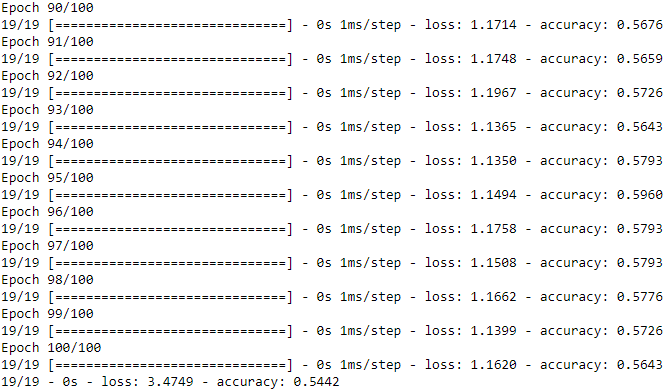 Epoch 90/100
19/19 [==============================] - 0s 1ms/step - loss: 1.1714 - accuracy: 0.5676
Epoch 91/100
19/19 [==============================] - 0s 1ms/step - loss: 1.1748 - accuracy: 0.5659
Epoch 92/100
19/19 [==============================] - 0s 1ms/step - loss: 1.1967 - accuracy: 0.5726
Epoch 93/100
19/19 [==============================] - 0s 1ms/step - loss: 1.1365 - accuracy: 0.5643
Epoch 94/100
19/19 [==============================] - 0s 1ms/step - loss: 1.1350 - accuracy: 0.5793
Epoch 95/100
19/19 [==============================] - 0s 1ms/step - loss: 1.1494 - accuracy: 0.5960
Epoch 96/100
19/19 [==============================] - 0s 1ms/step - loss: 1.1758 - accuracy: 0.5793
Epoch 97/100
19/19 [==============================] - 0s 1ms/step - loss: 1.1508 - accuracy: 0.5793
Epoch 98/100
19/19 [==============================] - 0s 1ms/step - loss: 1.1662 - accuracy: 0.5776
Epoch 99/100
19/19 [==============================] - 0s 1ms/step - loss: 1.1399 - accuracy: 0.5726
Epoch 100/100
19/19 [==============================] - 0s 1ms/step - loss: 1.1620 - accuracy: 0.5643
19/19 - 0s - loss: 3.4749 - accuracy: 0.5442